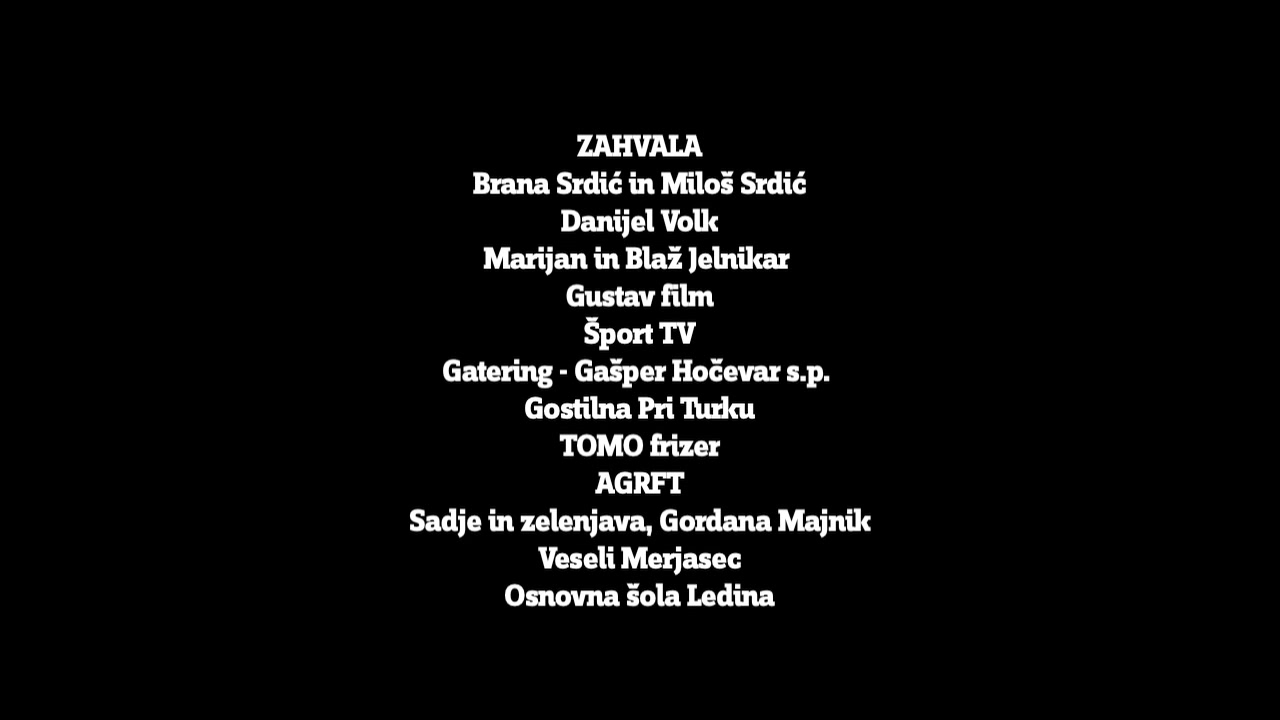 ZAHVALA
Brana Srdić in Miloš Srdić
Danijel Volk
Marijan in Blaž Jelnikar
Gustav film
Šport TV
Gatering - Gašper Hočevar s.p.
Gostilna Pri Turku
TOMO frizer
AGRFT
Sadje in zelenjava, Gordana Majnik
Veseli Merjasec
Osnovna šola Ledina